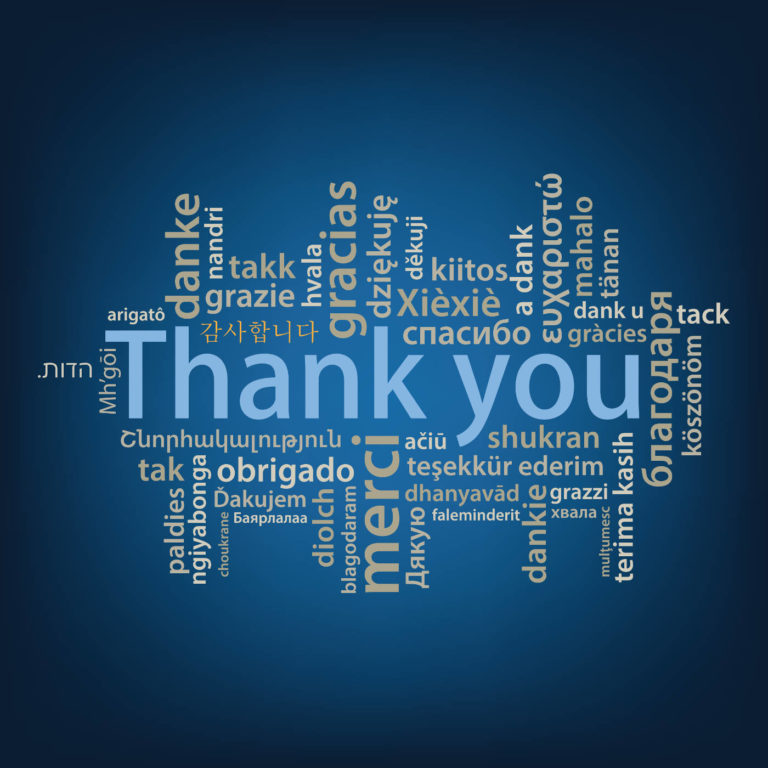 danke
nandri
takk
grazie
hvala
gracias
dziękuję
děkuji
kiitos
Xièxiè
a dank
ευχαριστώ
mahalo
tänan
dank u
gràcies
tack
arigatô
감사합니다
спасибо
благодаря
köszönöm
הדות.
Mh'gōi
Thank you
Շնորհակալություն
merci
ačiū
shukran
tak
obrigado
teşekkür ederim
paldies
ngiyabonga
Ďakujem
dhanyavād
grazzi
terima kasih
choukrane
Баярлалаа
diolch
blagodaram
Дякую
faleminderit
dankie
хвала
mulţumesc